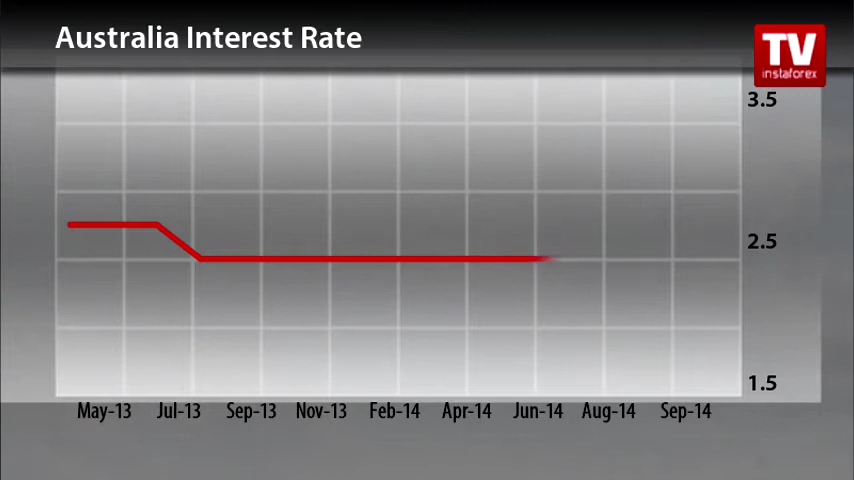 Australia Interest Rate
TV
instaforex
3.5
2.5
1.5
May-13 Jul-13 Sep-13 Nov-13 Feb-14 Apr-14 Jun-14 Aug-14 Sep-14